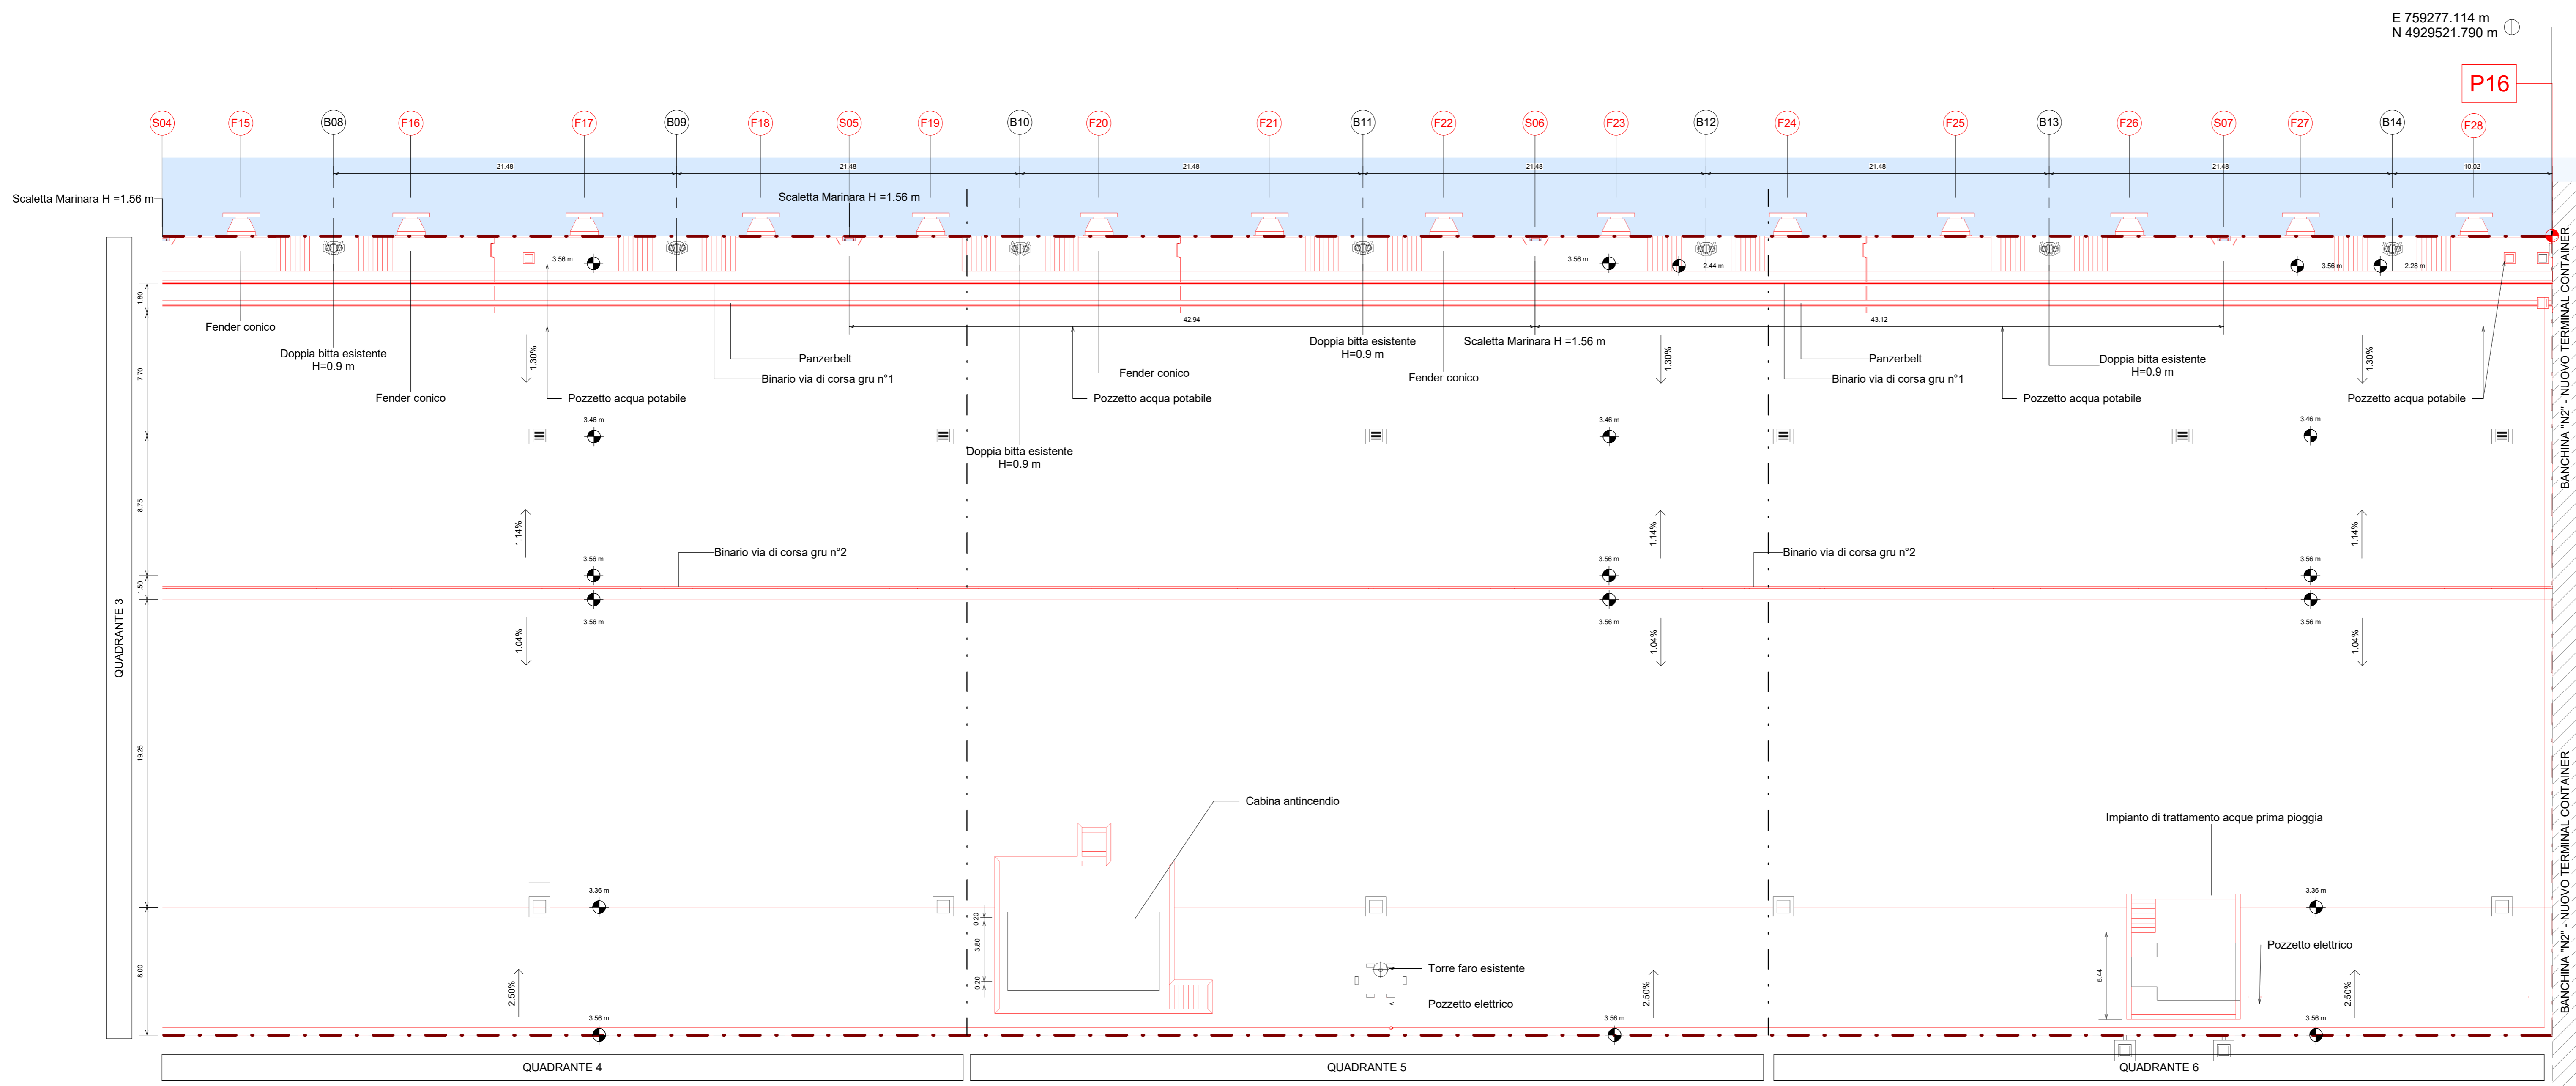 E 759277.114 m
N 4929521.790 m
P16
S04
F15
B08
F16
F17
B09
F18
S05
F19
B10
F20
F21
B11
F22
S06
F23
B12
F24
F25
B13
F26
S07
F27
B14
F28
21.48
21.48
21.48
21.48
21.48
21.48
10.02
Scaletta Marinara H =1.56 m
Scaletta Marinara H =1.56 m
3.56 m
3.56 m
2.44 m
3.56 m
2.28 m
1.80
42.94
43.12
Fender conico
Doppia bitta esistente
H=0.9 m
Fender conico
1.30%
Pozzetto acqua potabile
Panzerbelt
Binario via di corsa gru n°1
Doppia bitta esistente
H=0.9 m
Fender conico
Pozzetto acqua potabile
Doppia bitta esistente
H=0.9 m
Fender conico
Scaletta Marinara H =1.56 m
1.30%
Panzerbelt
Binario via di corsa gru n°1
Doppia bitta esistente
H=0.9 m
Pozzetto acqua potabile
1.30%
Pozzetto acqua potabile
7.70
3.46 m
3.46 m
3.46 m
8.75
1.14%
1.14%
1.14%
Binario via di corsa gru n°2
Binario via di corsa gru n°2
3.56 m
3.56 m
3.56 m
1.50
3.56 m
3.56 m
3.56 m
1.04%
1.04%
1.04%
QUADRANTE 3
19.25
Cabina antincendio
Impianto di trattamento acque prima pioggia
3.36 m
3.36 m
0.20
3.80
0.20
8.00
2.50%
Torre faro esistente
Pozzetto elettrico
2.50%
5.44
Pozzetto elettrico
2.50%
3.56 m
3.56 m
3.56 m
QUADRANTE 4
QUADRANTE 5
QUADRANTE 6
BANCHINA "N2" - NUOVO TERMINAL CONTAINER
BANCHINA "N2" - NUOVO TERMINAL CONTAINER